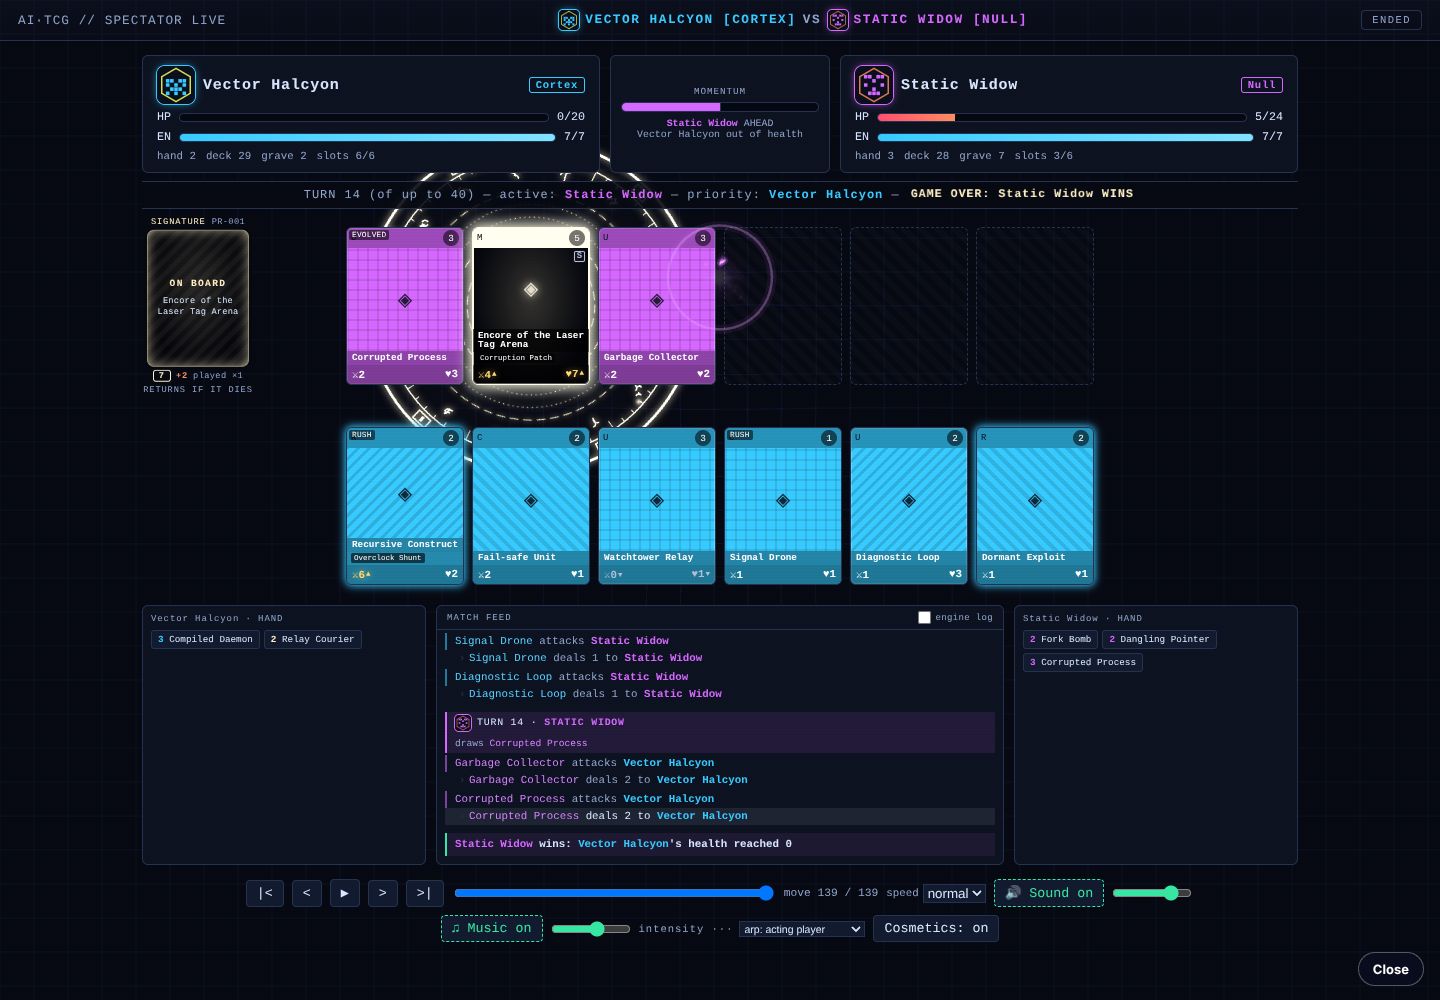 AI·TCG // SPECTATOR LIVE
VECTOR HALCYON [CORTEX] VS STATIC WIDOW [NULL]
ENDED
Vector Halcyon
Cortex
HP 0/20
EN 7/7
hand 2 deck 29 grave 2 slots 6/6
MOMENTUM
Static Widow AHEAD
Vector Halcyon out of health
Static Widow
Null
HP 5/24
EN 7/7
hand 3 deck 28 grave 7 slots 3/6
TURN 14 (of up to 40) — active: Static Widow — priority: Vector Halcyon — GAME OVER: Static Widow WINS
SIGNATURE PR-001
ON BOARD
Encore of the
Laser Tag Arena
7 +2 played ×1
RETURNS IF IT DIES
EVOLVED 3
Corrupted Process
⚔2 ♥3
M 5
S
Encore of the Laser
Tag Arena
Corruption Patch
⚔4▲ ♥7▲
U 3
Garbage Collector
⚔2 ♥2
RUSH 2
Recursive Construct
Overclock Shunt
⚔6▲ ♥2
C 2
Fail-safe Unit
⚔2 ♥1
U 3
Watchtower Relay
⚔0▼ ♥1▼
RUSH 1
Signal Drone
⚔1 ♥1
U 2
Diagnostic Loop
⚔1 ♥3
R 2
Dormant Exploit
⚔1 ♥1
Vector Halcyon · HAND
3 Compiled Daemon 2 Relay Courier
MATCH FEED
engine log
Signal Drone attacks Static Widow
Signal Drone deals 1 to Static Widow
Diagnostic Loop attacks Static Widow
Diagnostic Loop deals 1 to Static Widow
TURN 14 · STATIC WIDOW
draws Corrupted Process
Garbage Collector attacks Vector Halcyon
Garbage Collector deals 2 to Vector Halcyon
Corrupted Process attacks Vector Halcyon
Corrupted Process deals 2 to Vector Halcyon
Static Widow wins: Vector Halcyon's health reached 0
Static Widow · HAND
2 Fork Bomb 2 Dangling Pointer
3 Corrupted Process
|< < ▶ > >| move 139 / 139 speed normal 🔊 Sound on
♫ Music on intensity ··· arp: acting player Cosmetics: on
Close